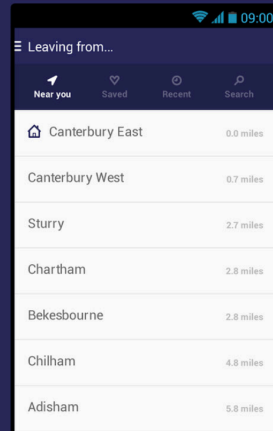 09:00
Leaving from...
Near you Saved Recent Search
Canterbury East 0.0 miles
Canterbury West 0.7 miles
Sturry 2.7 miles
Chartham 2.8 miles
Bekesbourne 2.8 miles
Chilham 4.8 miles
Adisham 5.8 miles